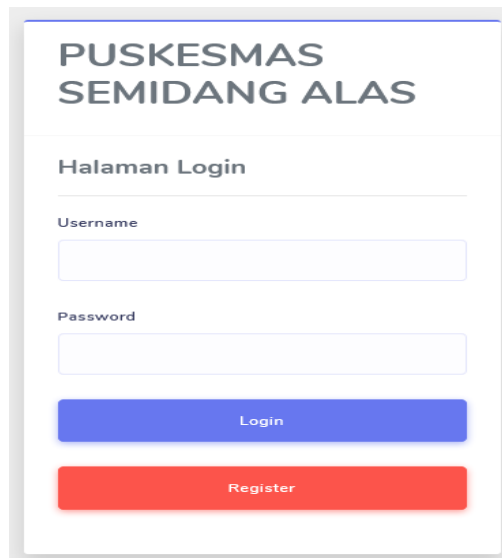 PUSKESMAS
SEMIDANG ALAS
Halaman Login
Username
Password
Login
Register